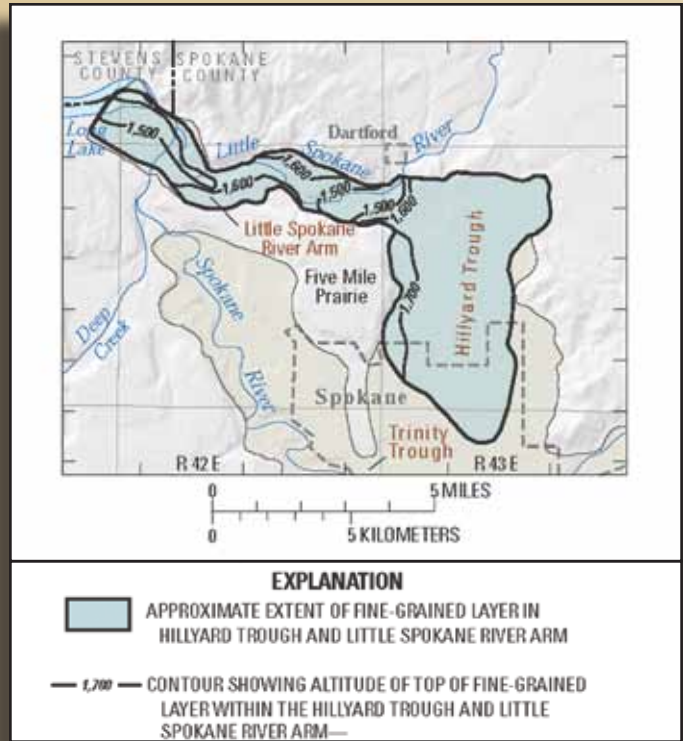 STEVENS SPOKANE
COUNTY COUNTY
Long
Lake
1,500
Little
Spokane
River
Dartford
1,600
1,600
1,500
1,500
1,600
Little Spokane
River Arm
Hillyard Trough
Five Mile
Prairie
1,700
Spokane
River
Deep
Creek
Spokane
Trinity
Trough
R 42 E
R 43 E
0 5 MILES
0 5 KILOMETERS
EXPLANATION
APPROXIMATE EXTENT OF FINE-GRAINED LAYER IN
HILLYARD TROUGH AND LITTLE SPOKANE RIVER ARM
1,700 CONTOUR SHOWING ALTITUDE OF TOP OF FINE-GRAINED
LAYER WITHIN THE HILLYARD TROUGH AND LITTLE
SPOKANE RIVER ARM—